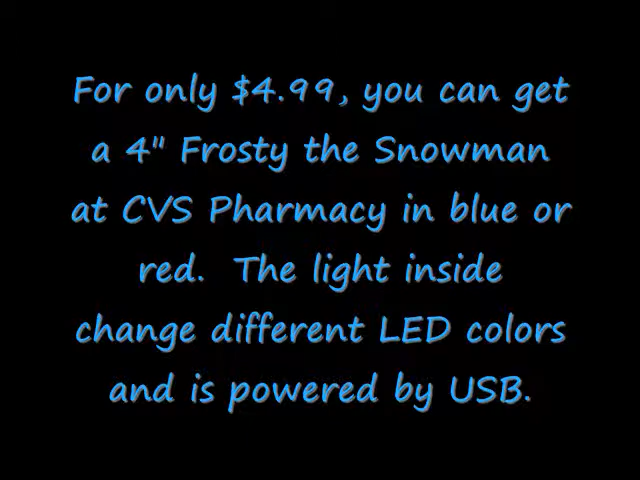 For only $4.99, you can get
a 4" Frosty the Snowman
at CVS Pharmacy in blue or
red.  The light inside
change different LED colors
and is powered by USB.